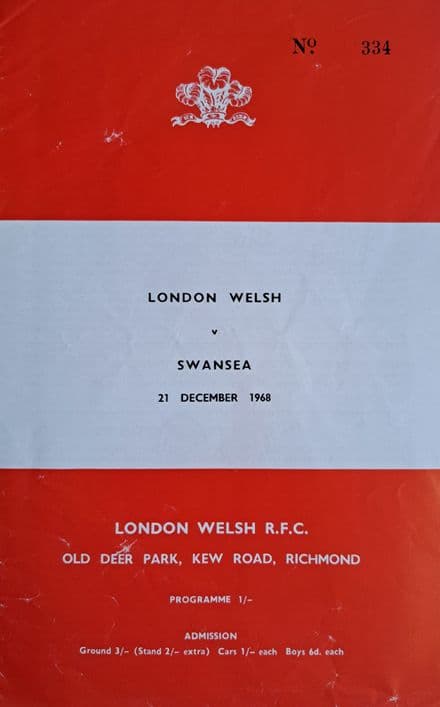 Nº 334
LONDON WELSH
v
SWANSEA
21 DECEMBER 1968
LONDON WELSH R.F.C.
OLD DEER PARK, KEW ROAD, RICHMOND
PROGRAMME 1/-
ADMISSION
Ground 3/- (Stand 2/- extra) Cars 1/- each Boys 6d. each